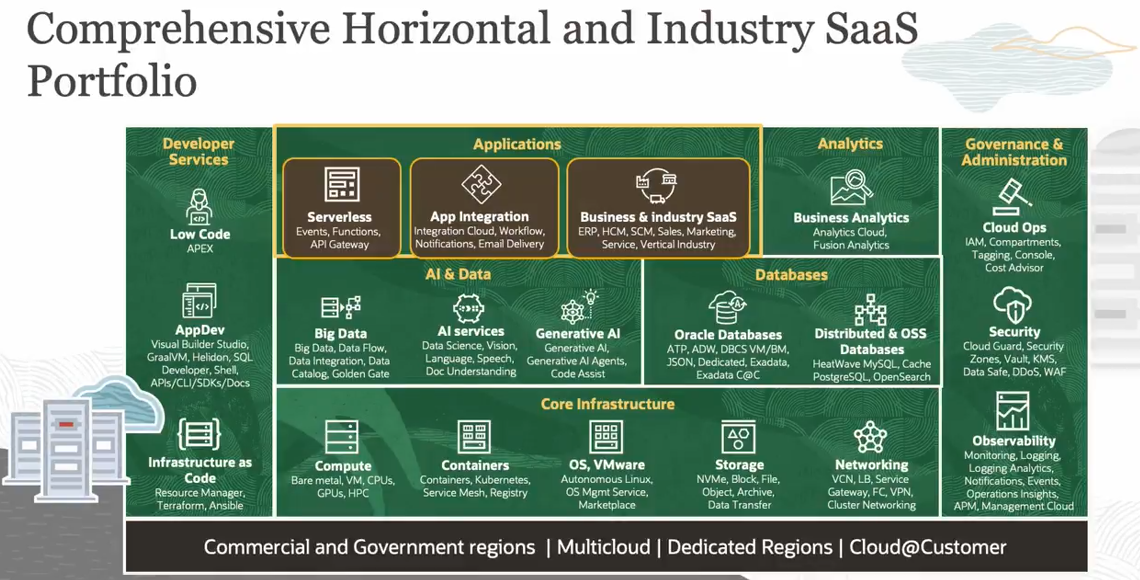 Comprehensive Horizontal and Industry SaaS
Portfolio
Developer
Services
Low Code
APEX
AppDev
Visual Builder Studio,
GraalVM, Helidon, SQL
Developer, Shell,
APIs/CLI/SDKs/Docs
Infrastructure as
Code
Resource Manager,
Terraform, Ansible
Applications
Serverless
Events, Functions,
API Gateway
App Integration
Integration Cloud, Workflow,
Notifications, Email Delivery
Business & industry SaaS
ERP, HCM, SCM, Sales, Marketing,
Service, Vertical Industry
Analytics
Business Analytics
Analytics Cloud,
Fusion Analytics
AI & Data
Big Data
Big Data, Data Flow,
Data Integration, Data
Catalog, Golden Gate
AI services
Data Science, Vision,
Language, Speech,
Doc Understanding
Generative AI
Generative AI,
Generative AI Agents,
Code Assist
Databases
Oracle Databases
ATP, ADW, DBCS VM/BM,
JSON, Dedicated, Exadata,
Exadata C@C
Distributed & OSS
Databases
HeatWave MySQL, Cache
PostgreSQL, OpenSearch
Core Infrastructure
Compute
Bare metal, VM, CPUs,
GPUs, HPC
Containers
Containers, Kubernetes,
Service Mesh, Registry
OS, VMware
Autonomous Linux,
OS Mgmt Service,
Marketplace
Storage
NVMe, Block, File,
Object, Archive,
Data Transfer
Networking
VCN, LB, Service
Gateway, FC, VPN,
Cluster Networking
Governance &
Administration
Cloud Ops
IAM, Compartments,
Tagging, Console,
Cost Advisor
Security
Cloud Guard, Security
Zones, Vault, KMS,
Data Safe, DDoS, WAF
Observability
Monitoring, Logging,
Logging Analytics,
Notifications, Events,
Operations Insights,
APM, Management Cloud
Commercial and Government regions | Multicloud | Dedicated Regions | Cloud@Customer